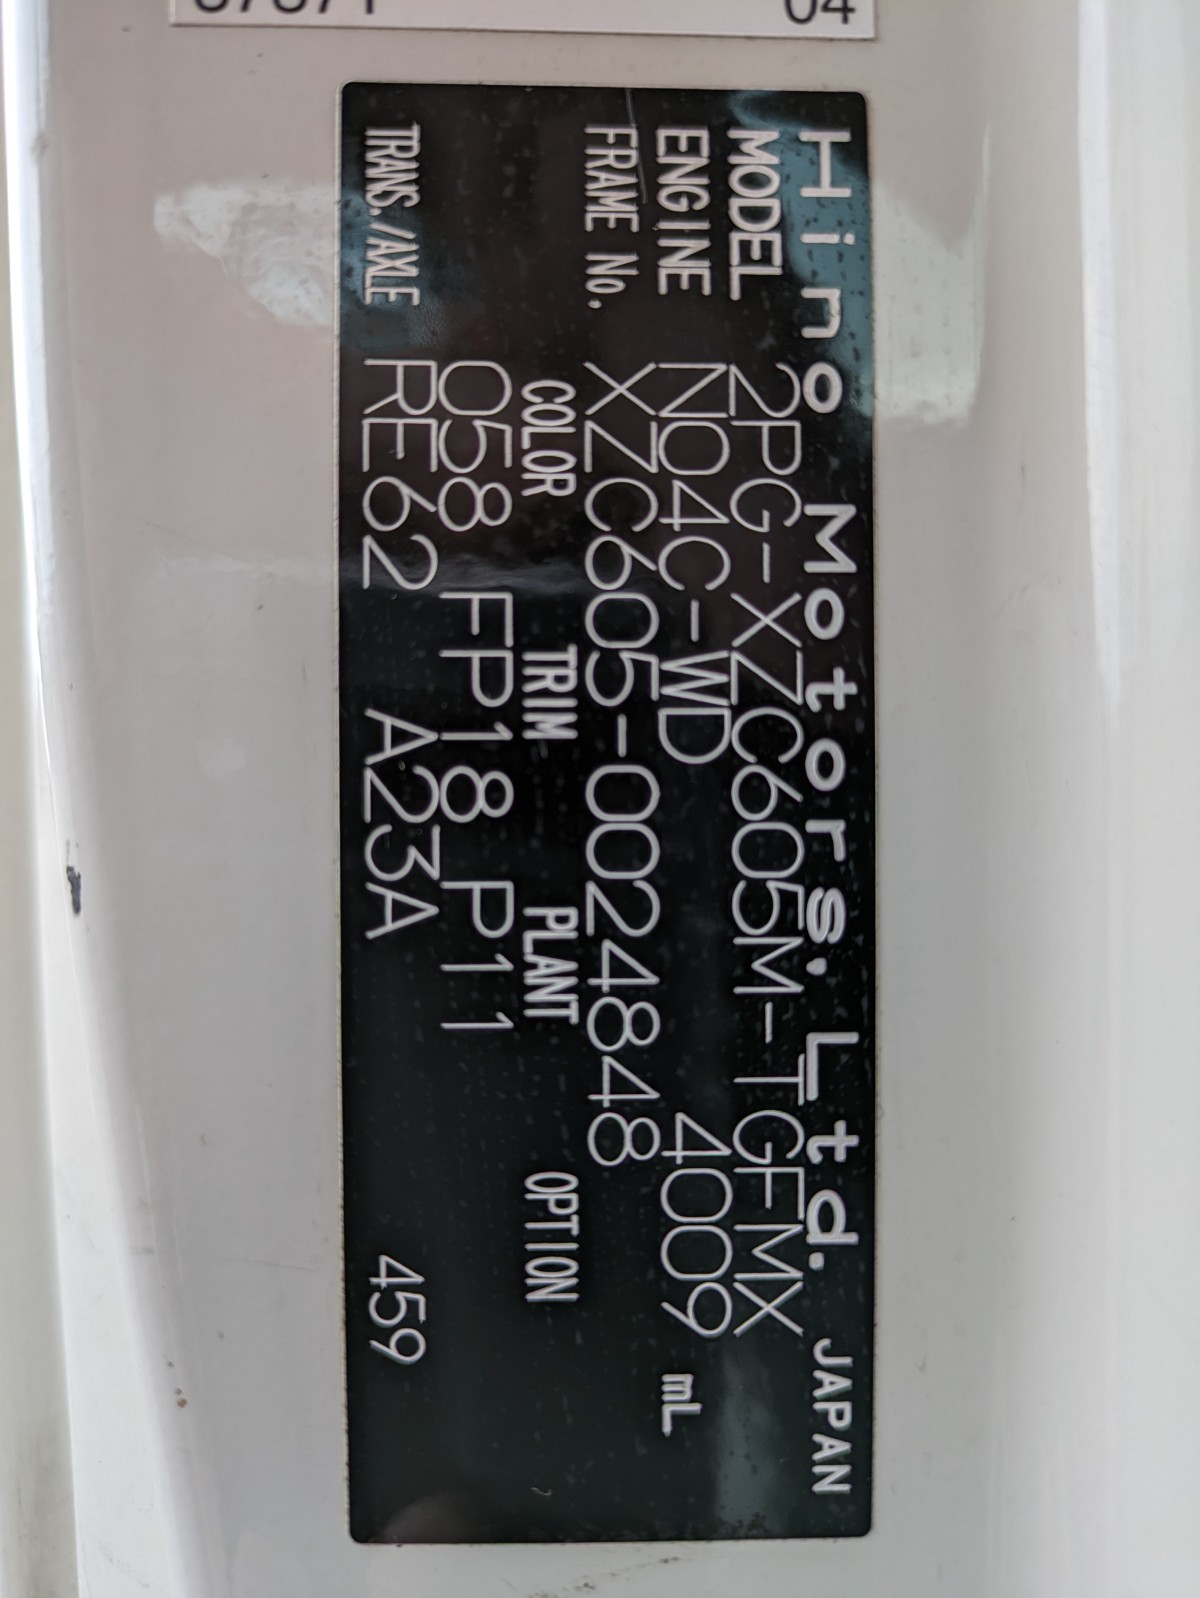 04
Hino Motors. Ltd. JAPAN
MODEL 2PG-XZC605M-TGFMX
ENGINE N04C-WD 4009 mL
FRAME No. XZC605-0024848
COLOR TRIM PLANT OPTION
058 FP18 P11
TRANS./AXLE RE62 A23A 459